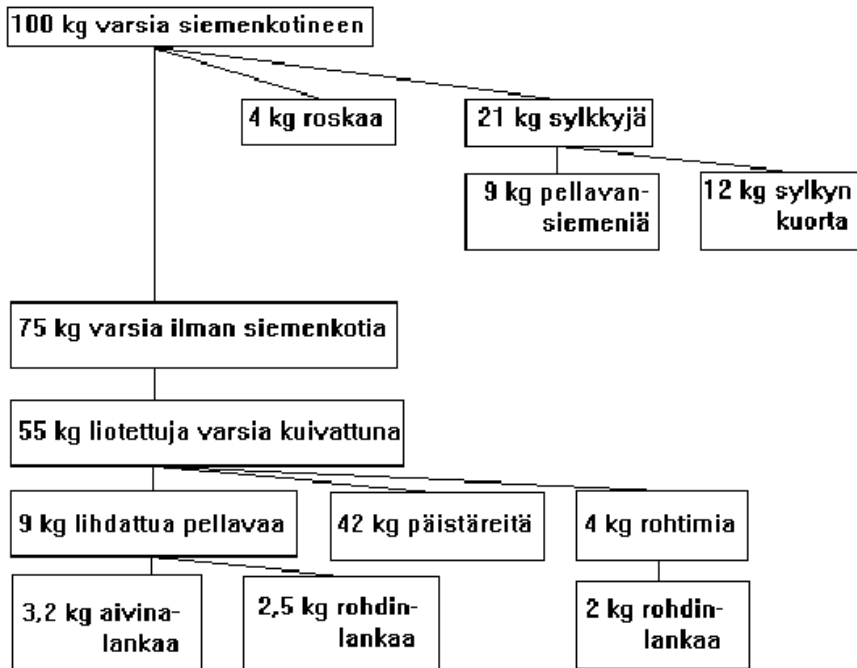 100 kg varsia siemenkotineen
4 kg roskaa
21 kg sylkkyjä
9 kg pellavan-
siemeniä
12 kg sylkyn
kuorta
75 kg varsia ilman siemenkotia
55 kg liotettuja varsia kuivattuna
9 kg lihdattua pellavaa
42 kg päistäreitä
4 kg rohtimia
3,2 kg aivina-
lankaa
2,5 kg rohdin-
lankaa
2 kg rohdin-
lankaa